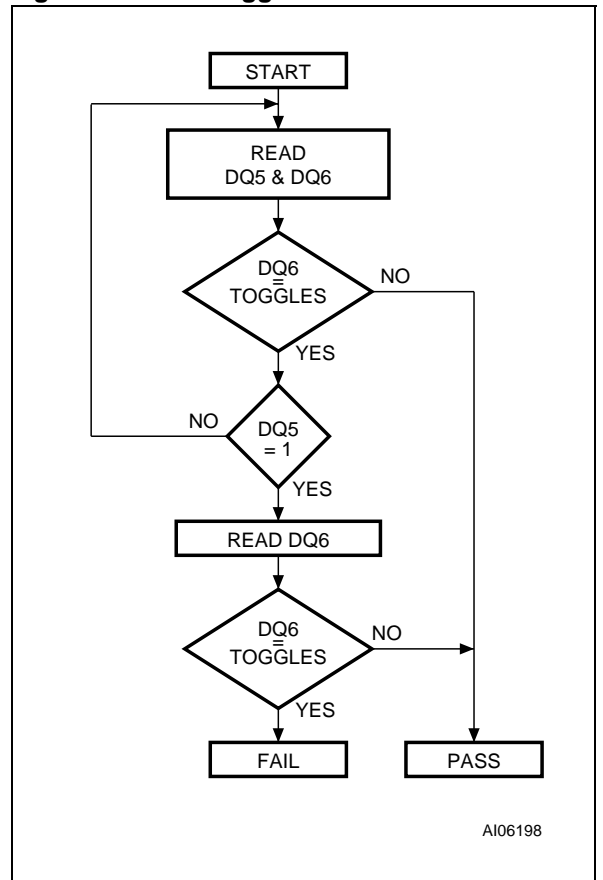 START
READ
DQ5 & DQ6
DQ6
=
TOGGLES
NO
YES
NO
DQ5
= 1
YES
READ DQ6
DQ6
=
TOGGLES
NO
YES
FAIL
PASS
AI06198